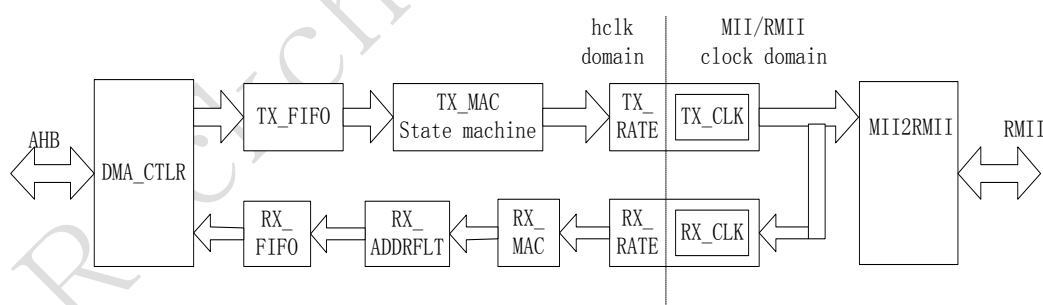 hclk
domain
MII/RMII
clock domain
AHB
DMA_CTLR
TX_FIFO
TX_MAC
State machine
TX_
RATE
TX_CLK
MII2RMII
RMII
RX_
FIFO
RX_
ADDRFLT
RX_
MAC
RX_
RATE
RX_CLK